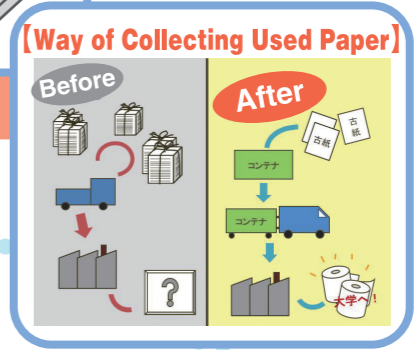 【Way of Collecting Used Paper】
Before
After
古紙
古紙
コンテナ
コンテナ
?
大学へ!